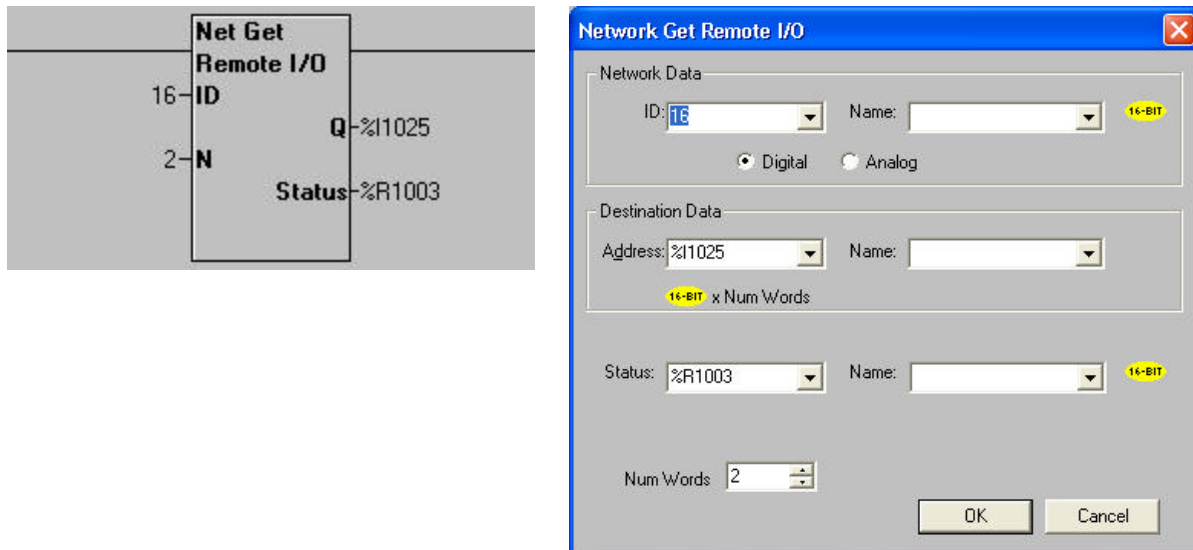 Net Get
Remote I/O
16 ID
Q %I1025
2 N
Status %R1003
Network Get Remote I/O
Network Data
ID: 16 Name: 16-BIT
Digital Analog
Destination Data
Address: %I1025 Name:
16-BIT x Num Words
Status: %R1003 Name: 16-BIT
Num Words 2
OK Cancel